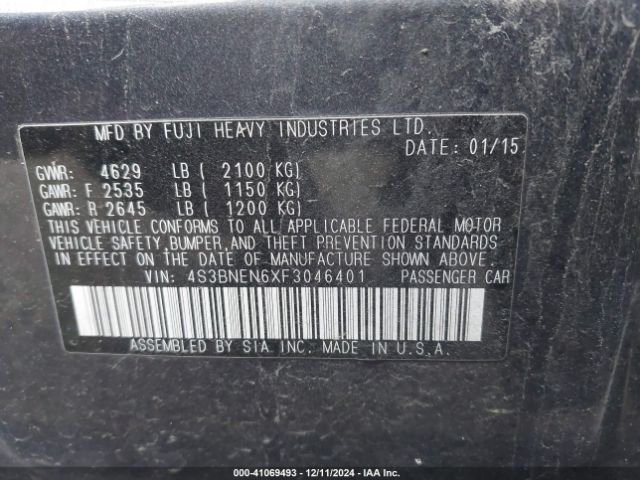 MFD BY FUJI HEAVY INDUSTRIES LTD.
DATE: 01/15
GVWR: 4629 LB ( 2100 KG)
GAWR: F 2535 LB ( 1150 KG)
GAWR: R 2645 LB ( 1200 KG)
THIS VEHICLE CONFORMS TO ALL APPLICABLE FEDERAL MOTOR
VEHICLE SAFETY, BUMPER, AND THEFT PREVENTION STANDARDS
IN EFFECT ON THE DATE OF MANUFACTURE SHOWN ABOVE.
VIN: 4S3BNEN6XF3046401 PASSENGER CAR
ASSEMBLED BY SIA INC. MADE IN U.S.A.
000-41069493 - 12/11/2024 - IAA Inc.